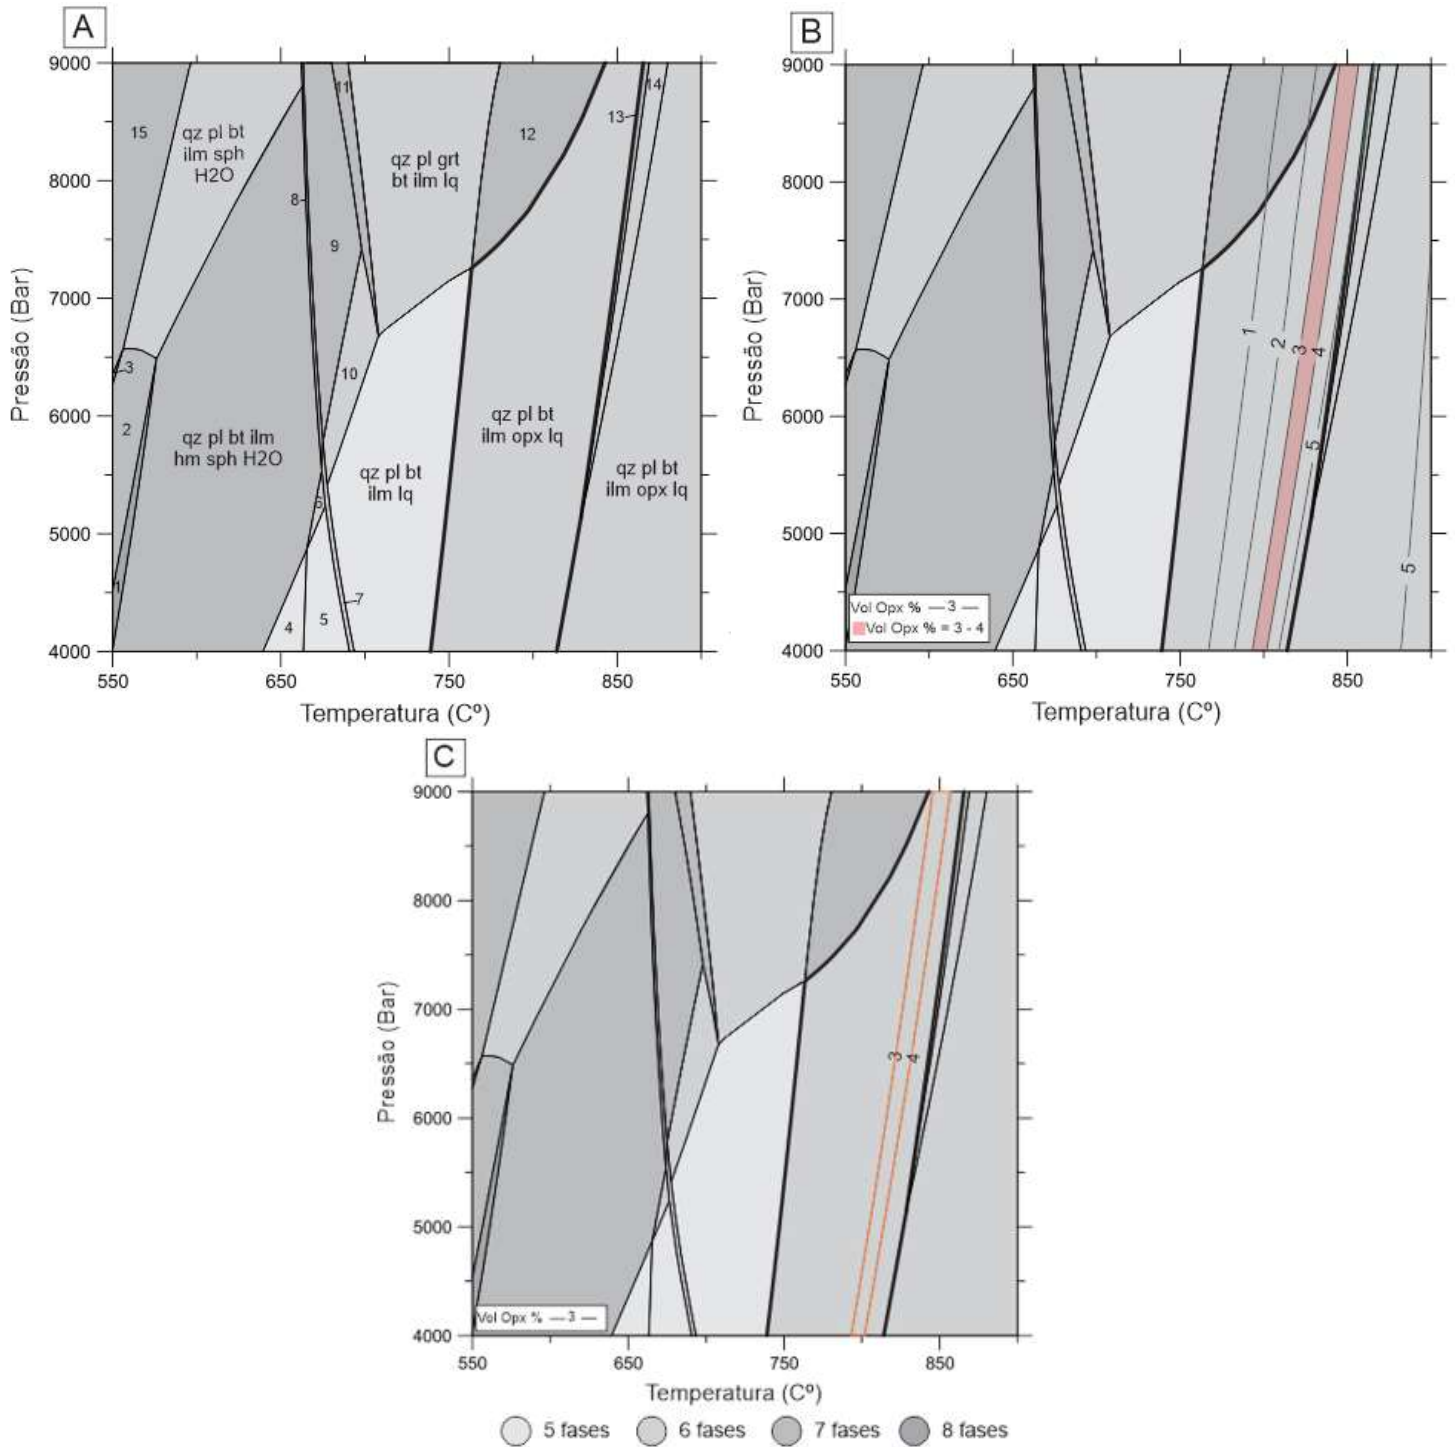 A
9000
8000
7000
6000
5000
4000
Pressão (Bar)
550
650
750
850
Temperatura (Cº)
15
qz pl bt
ilm sph
H2O
11
qz pl grt
bt ilm lq
12
14
13
8
9
3
10
2
qz pl bt ilm
hm sph H2O
qz pl bt
ilm opx lq
qz pl bt
ilm lq
qz pl bt
ilm opx lq
6
1
7
4
5
B
9000
8000
7000
6000
5000
4000
Pressão (Bar)
550
650
750
850
Temperatura (Cº)
1
2
3
4
5
5
Vol Opx % — 3 —
Vol Opx % = 3 - 4
C
9000
8000
7000
6000
5000
4000
Pressão (Bar)
550
650
750
850
Temperatura (Cº)
3
4
Vol Opx % — 3 —
5 fases
6 fases
7 fases
8 fases